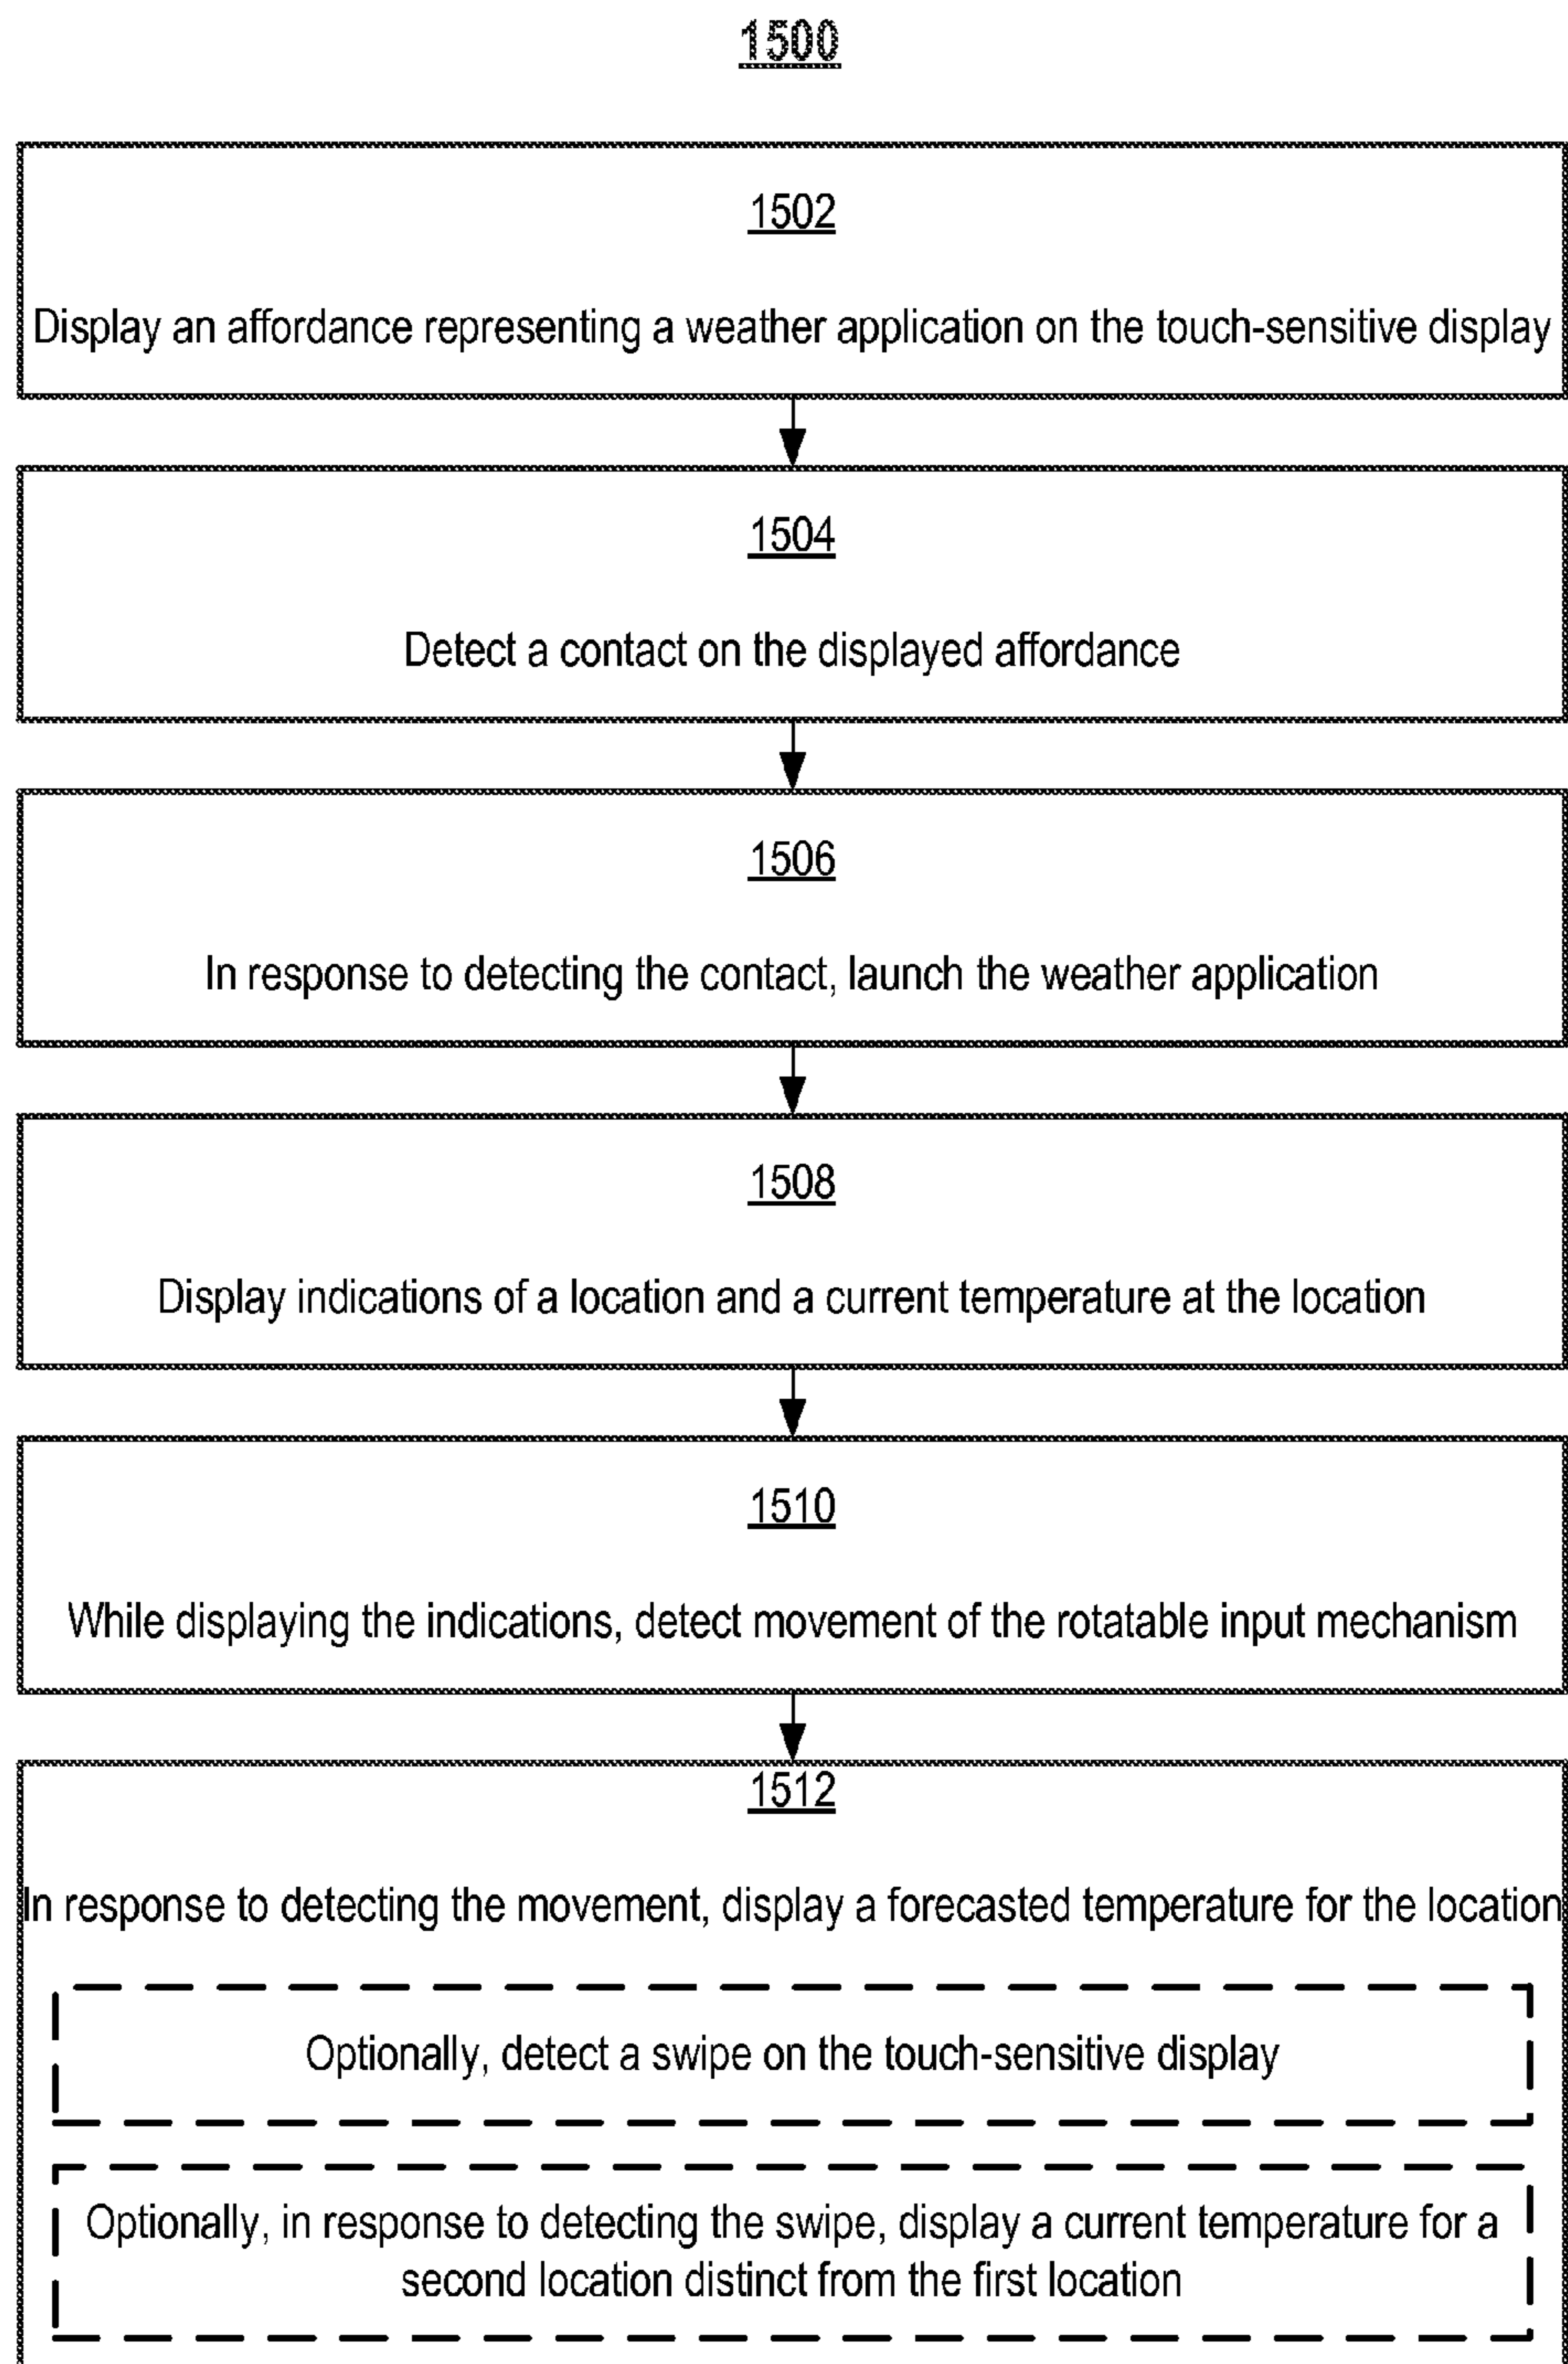 1500
1502
Display an affordance representing a weather application on the touch-sensitive display
1504
Detect a contact on the displayed affordance
1506
In response to detecting the contact, launch the weather application
1508
Display indications of a location and a current temperature at the location
1510
While displaying the indications, detect movement of the rotatable input mechanism
1512
In response to detecting the movement, display a forecasted temperature for the location
Optionally, detect a swipe on the touch-sensitive display
Optionally, in response to detecting the swipe, display a current temperature for a
second location distinct from the first location